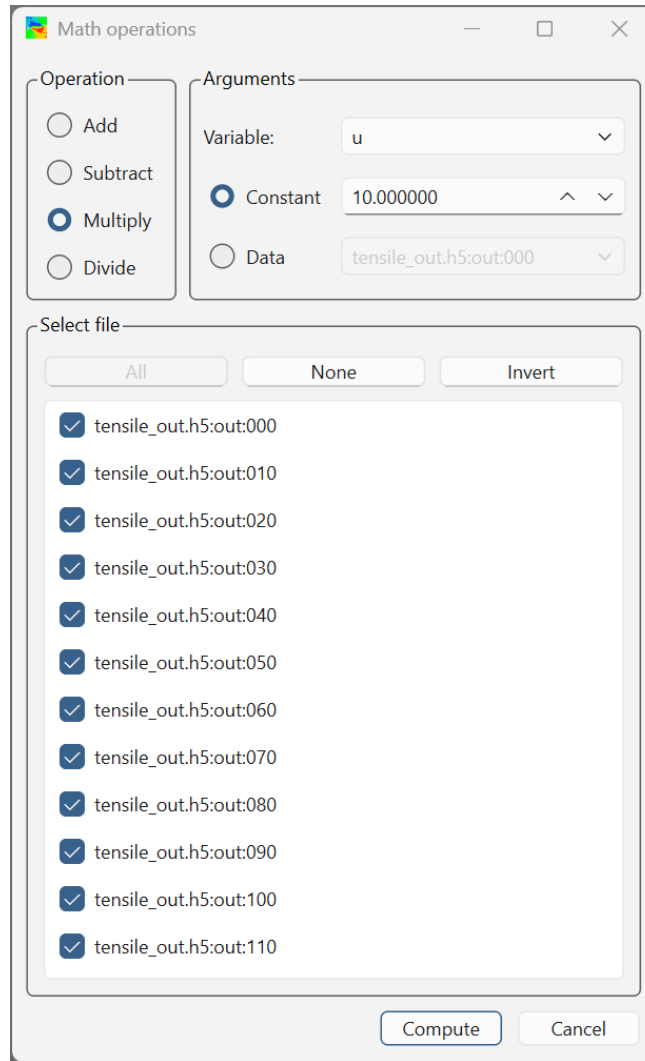 Math operations
Operation
Add
Subtract
Multiply
Divide
Arguments
Variable: u
Constant 10.000000
Data tensile_out.h5:out:000
Select file
All None Invert
tensile_out.h5:out:000
tensile_out.h5:out:010
tensile_out.h5:out:020
tensile_out.h5:out:030
tensile_out.h5:out:040
tensile_out.h5:out:050
tensile_out.h5:out:060
tensile_out.h5:out:070
tensile_out.h5:out:080
tensile_out.h5:out:090
tensile_out.h5:out:100
tensile_out.h5:out:110
Compute Cancel